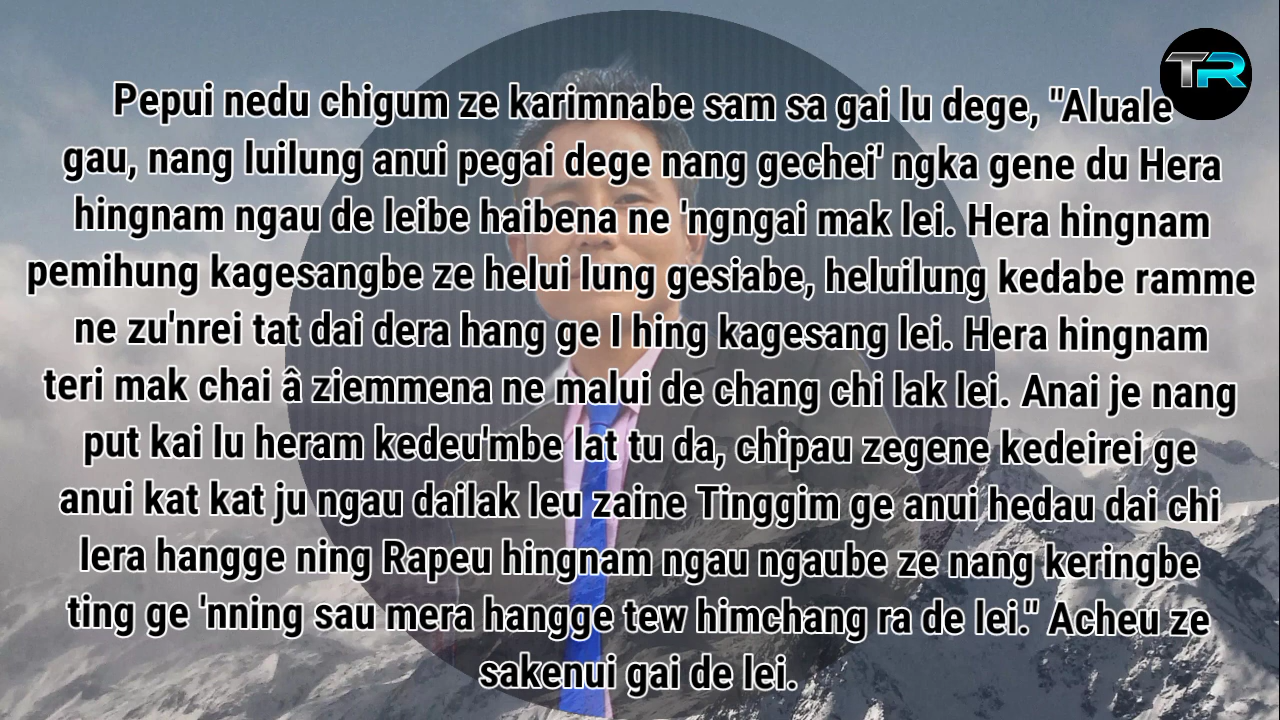 TR
Pepui nedu chigum ze karimnabe sam sa gai lu dege, "Aluale
gau, nang luilung anui pegai dege nang gechei' ngka gene du Hera
hingnam ngau de leibe haibena ne 'ngngai mak lei. Hera hingnam
pemihung kagesangbe ze helui lung gesiabe, heluilung kedabe ramme
ne zu'nrei tat dai dera hang ge I hing kagesang lei. Hera hingnam
teri mak chai â ziemmena ne malui de chang chi lak lei. Anai je nang
put kai lu heram kedeu'mbe lat tu da, chipau zegene kedeirei ge
anui kat kat ju ngau dailak leu zaine Tinggim ge anui hedau dai chi
lera hangge ning Rapeu hingnam ngau ngaube ze nang keringbe
ting ge 'nning sau mera hangge tew himchang ra de lei." Acheu ze
sakenui gai de lei.